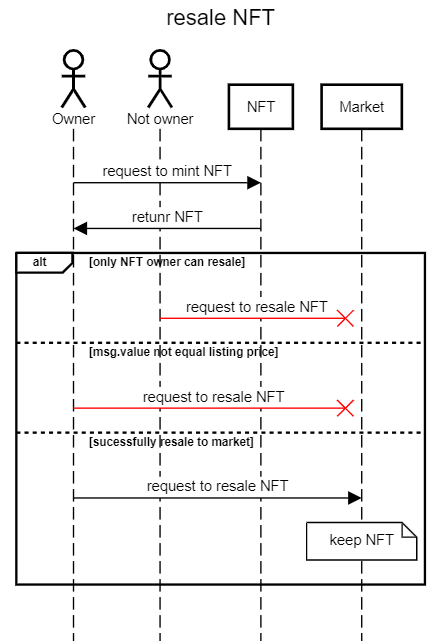 resale NFT
Owner
Not owner
NFT
Market
request to mint NFT
retunr NFT
alt
[only NFT owner can resale]
request to resale NFT
[msg.value not equal listing price]
request to resale NFT
[sucessfully resale to market]
request to resale NFT
keep NFT